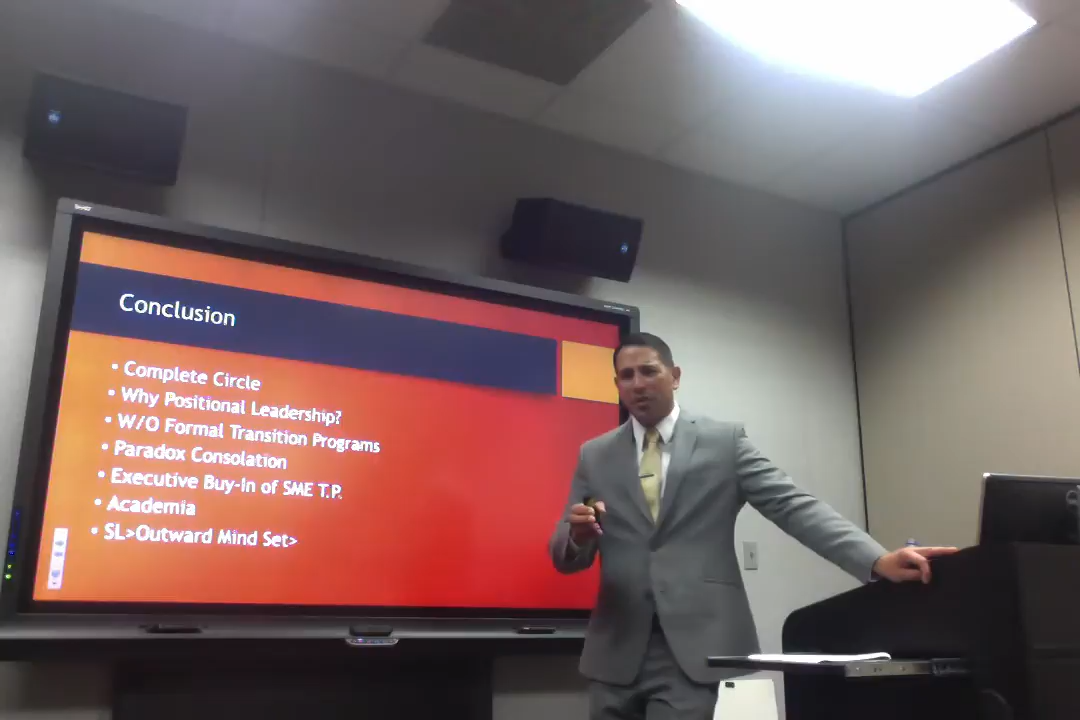 Conclusion
• Complete Circle
• Why Positional Leadership?
• W/O Formal Transition Programs
• Paradox Consolation
• Executive Buy-In of SME T.P.
• Academia
• SL>Outward Mind Set>